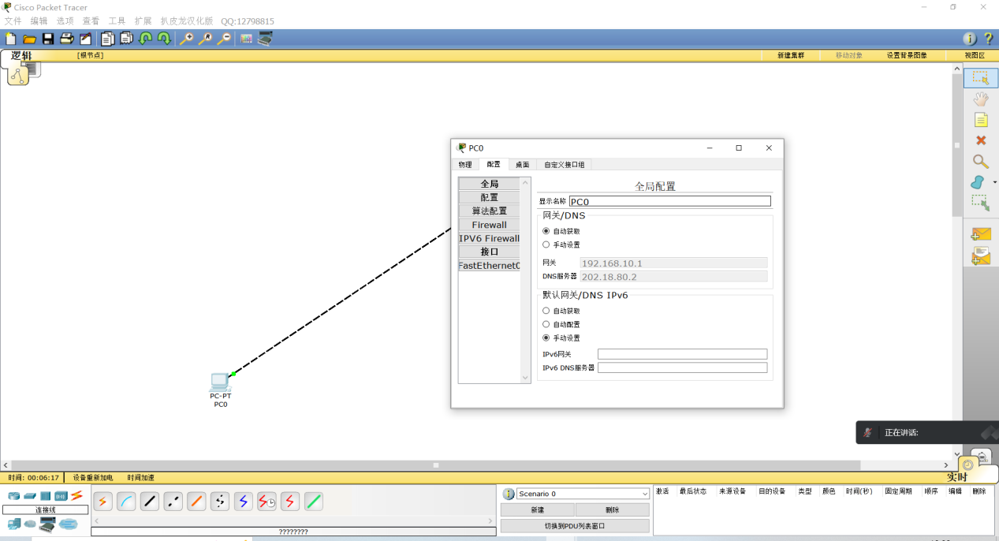 Cisco Packet Tracer
文件 编辑 选项 查看 工具 扩展 扒皮龙汉化版 QQ:12798815
逻辑 [根节点] 新建集群 移动对象 设置背景图像 视图区
PC0
物理 配置 桌面 自定义接口组
全局
配置
算法配置
Firewall
IPV6 Firewall
接口
FastEthernet0
全局配置
显示名称 PC0
网关/DNS
自动获取
手动设置
网关 192.168.10.1
DNS服务器 202.18.80.2
默认网关/DNS IPv6
自动获取
自动配置
手动设置
IPv6网关
IPv6 DNS服务器
PC-PT
PC0
正在讲话:
时间: 00:06:17 设备重新加电 时间加速 实时
连接线
????????
Scenario 0
新建 删除
切换到PDU列表窗口
激活 最后状态 来源设备 目的设备 类型 颜色 时间(秒) 固定周期 顺序 编辑 删除